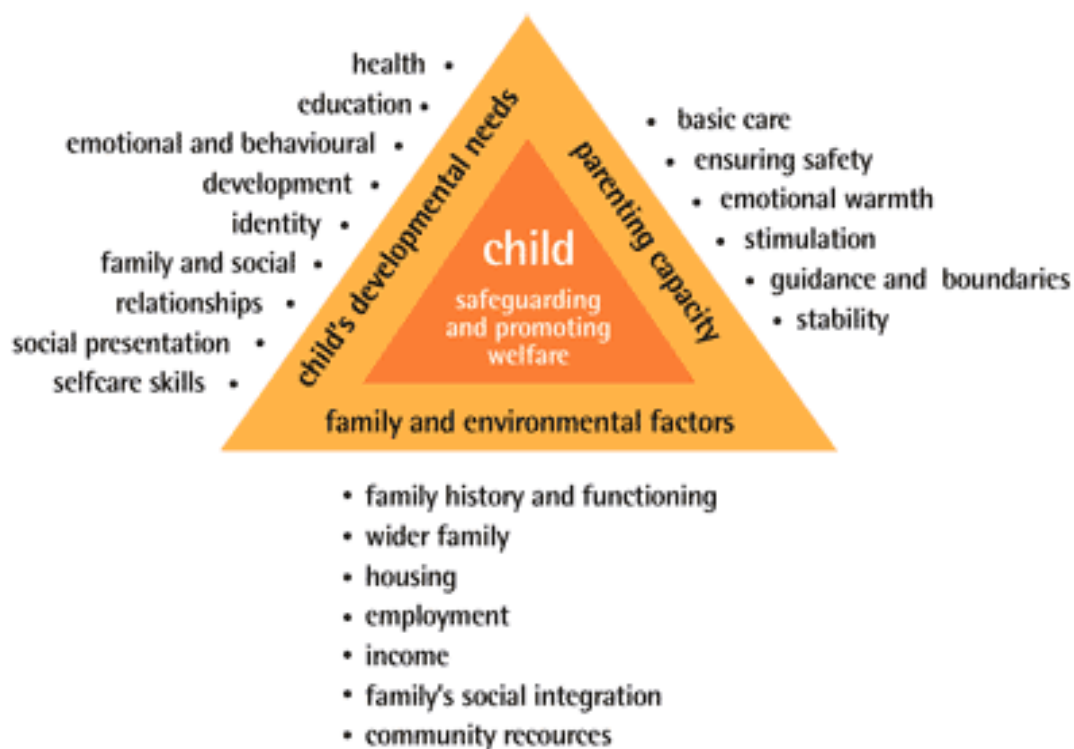 health •
education •
emotional and behavioural •
development •
identity •
family and social •
relationships •
social presentation •
selfcare skills •
child's developmental needs
child
safeguarding
and promoting
welfare
parenting capacity
• basic care
• ensuring safety
• emotional warmth
• stimulation
• guidance and boundaries
• stability
family and environmental factors
• family history and functioning
• wider family
• housing
• employment
• income
• family's social integration
• community recources